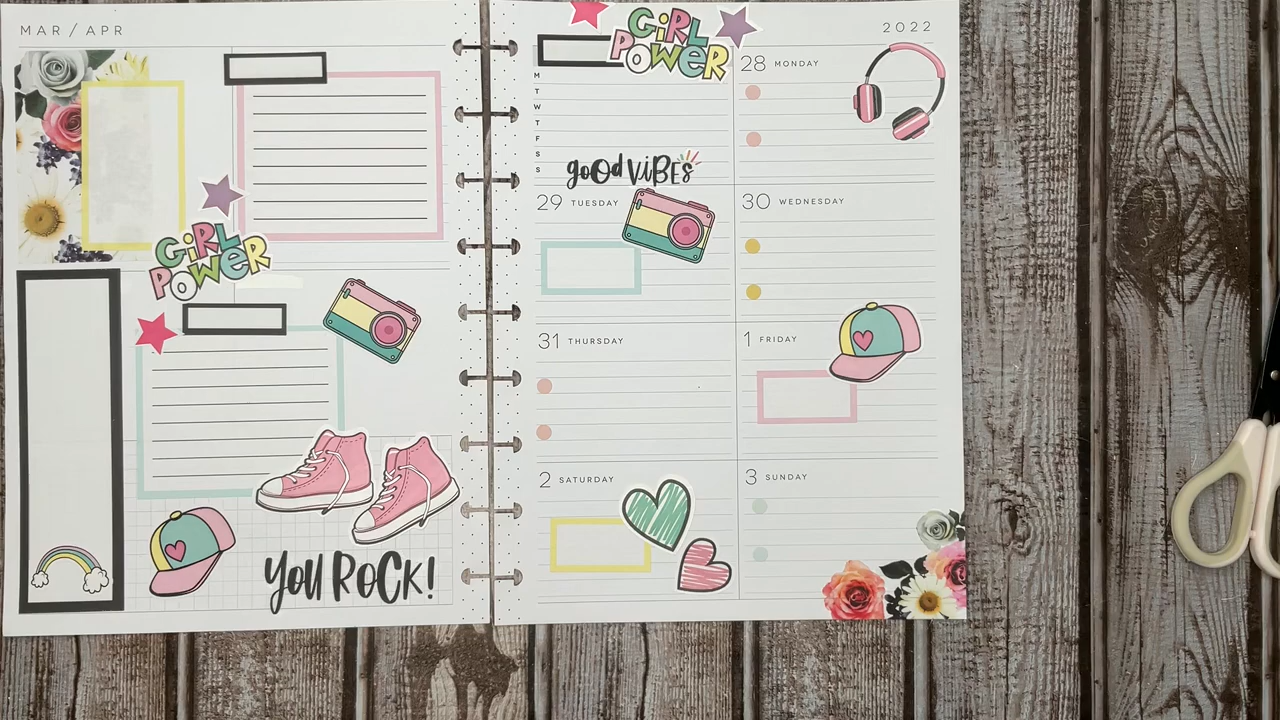 MAR / APR
GiRL
POWER
you RoCK!
2022
GiRL
POWER
M
T
W
T
F
S
S
good ViBES
28 MONDAY
29 TUESDAY
30 WEDNESDAY
31 THURSDAY
1 FRIDAY
2 SATURDAY
3 SUNDAY